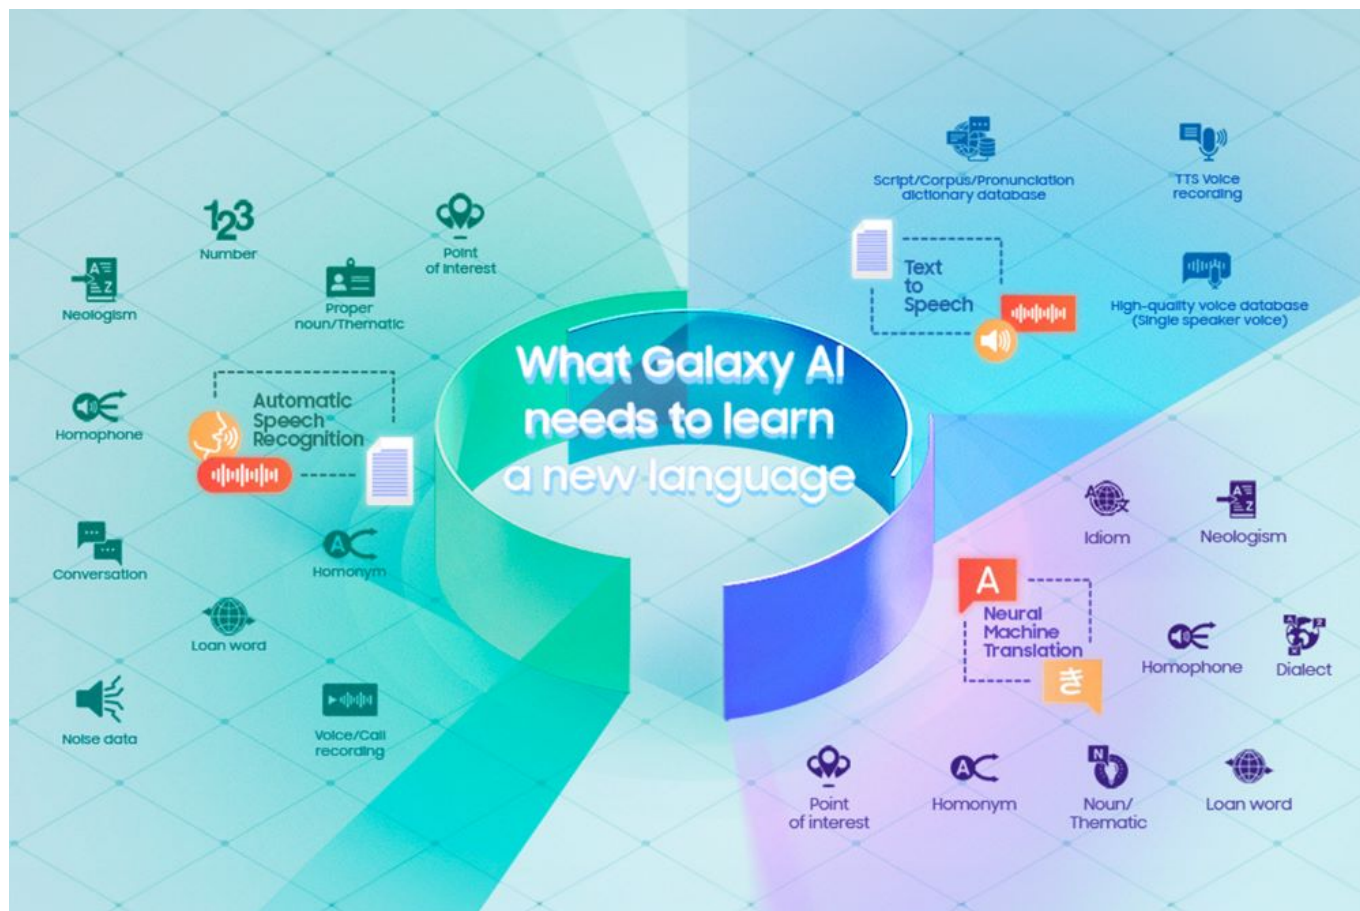 What Galaxy AI
needs to learn
a new language
123
Number
Point
of Interest
A
Z
Neologism
Proper
noun/Thematic
Automatic
Speech
Recognition
Homophone
Conversation
A
Homonym
Loan word
Noise data
Voice/Call
recording
Script/Corpus/Pronunciation
dictionary database
TTS Voice
recording
Text
to
Speech
High-quality voice database
(Single speaker voice)
A
文
Idiom
A
Z
Neologism
A
Neural
Machine
Translation
き
Homophone
Dialect
Point
of interest
A
Homonym
N
Noun/
Thematic
Loan word